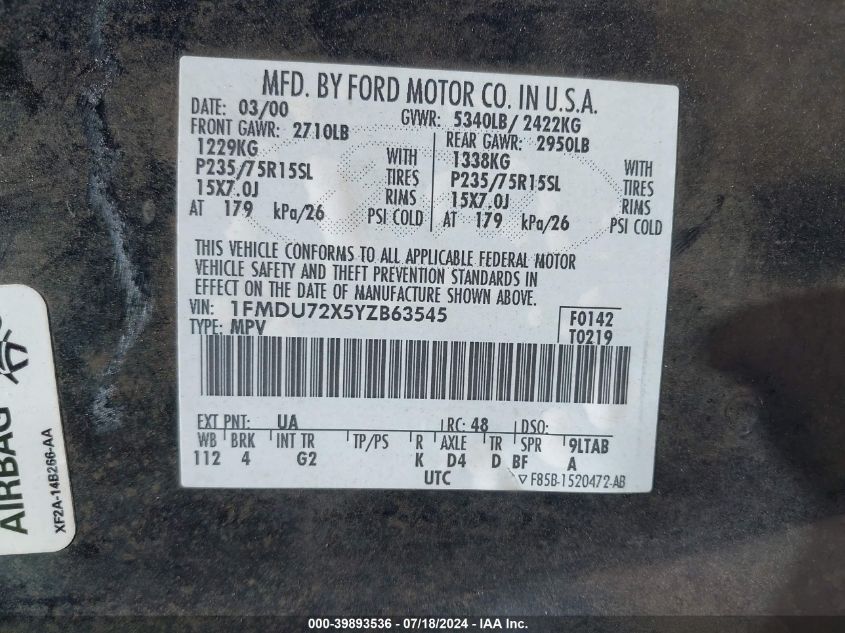 MFD. BY FORD MOTOR CO. IN U.S.A.
DATE: 03/00 GVWR: 5340LB/ 2422KG
FRONT GAWR: 2710LB REAR GAWR: 2950LB
1229KG WITH 1338KG WITH
P235/75R15SL TIRES P235/75R15SL TIRES
15X7.0J RIMS 15X7.0J RIMS
AT 179 kPa/26 PSI COLD AT 179 kPa/26 PSI COLD
THIS VEHICLE CONFORMS TO ALL APPLICABLE FEDERAL MOTOR
VEHICLE SAFETY AND THEFT PREVENTION STANDARDS IN
EFFECT ON THE DATE OF MANUFACTURE SHOWN ABOVE.
VIN: 1FMDU72X5YZB63545 F0142
TYPE: MPV T0219
EXT PNT: UA RC: 48 DSO:
WB BRK INT TR TP/PS R AXLE TR SPR 9LTAB
112 4 G2 K D4 D BF A
UTC ▽ F85B-1520472-AB
AIRBAG
XF2A-14B266-AA
000-39893536 - 07/18/2024 - IAAI.com